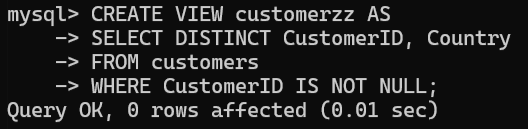 mysql> CREATE VIEW customerzz AS
    -> SELECT DISTINCT CustomerID, Country
    -> FROM customers
    -> WHERE CustomerID IS NOT NULL;
Query OK, 0 rows affected (0.01 sec)